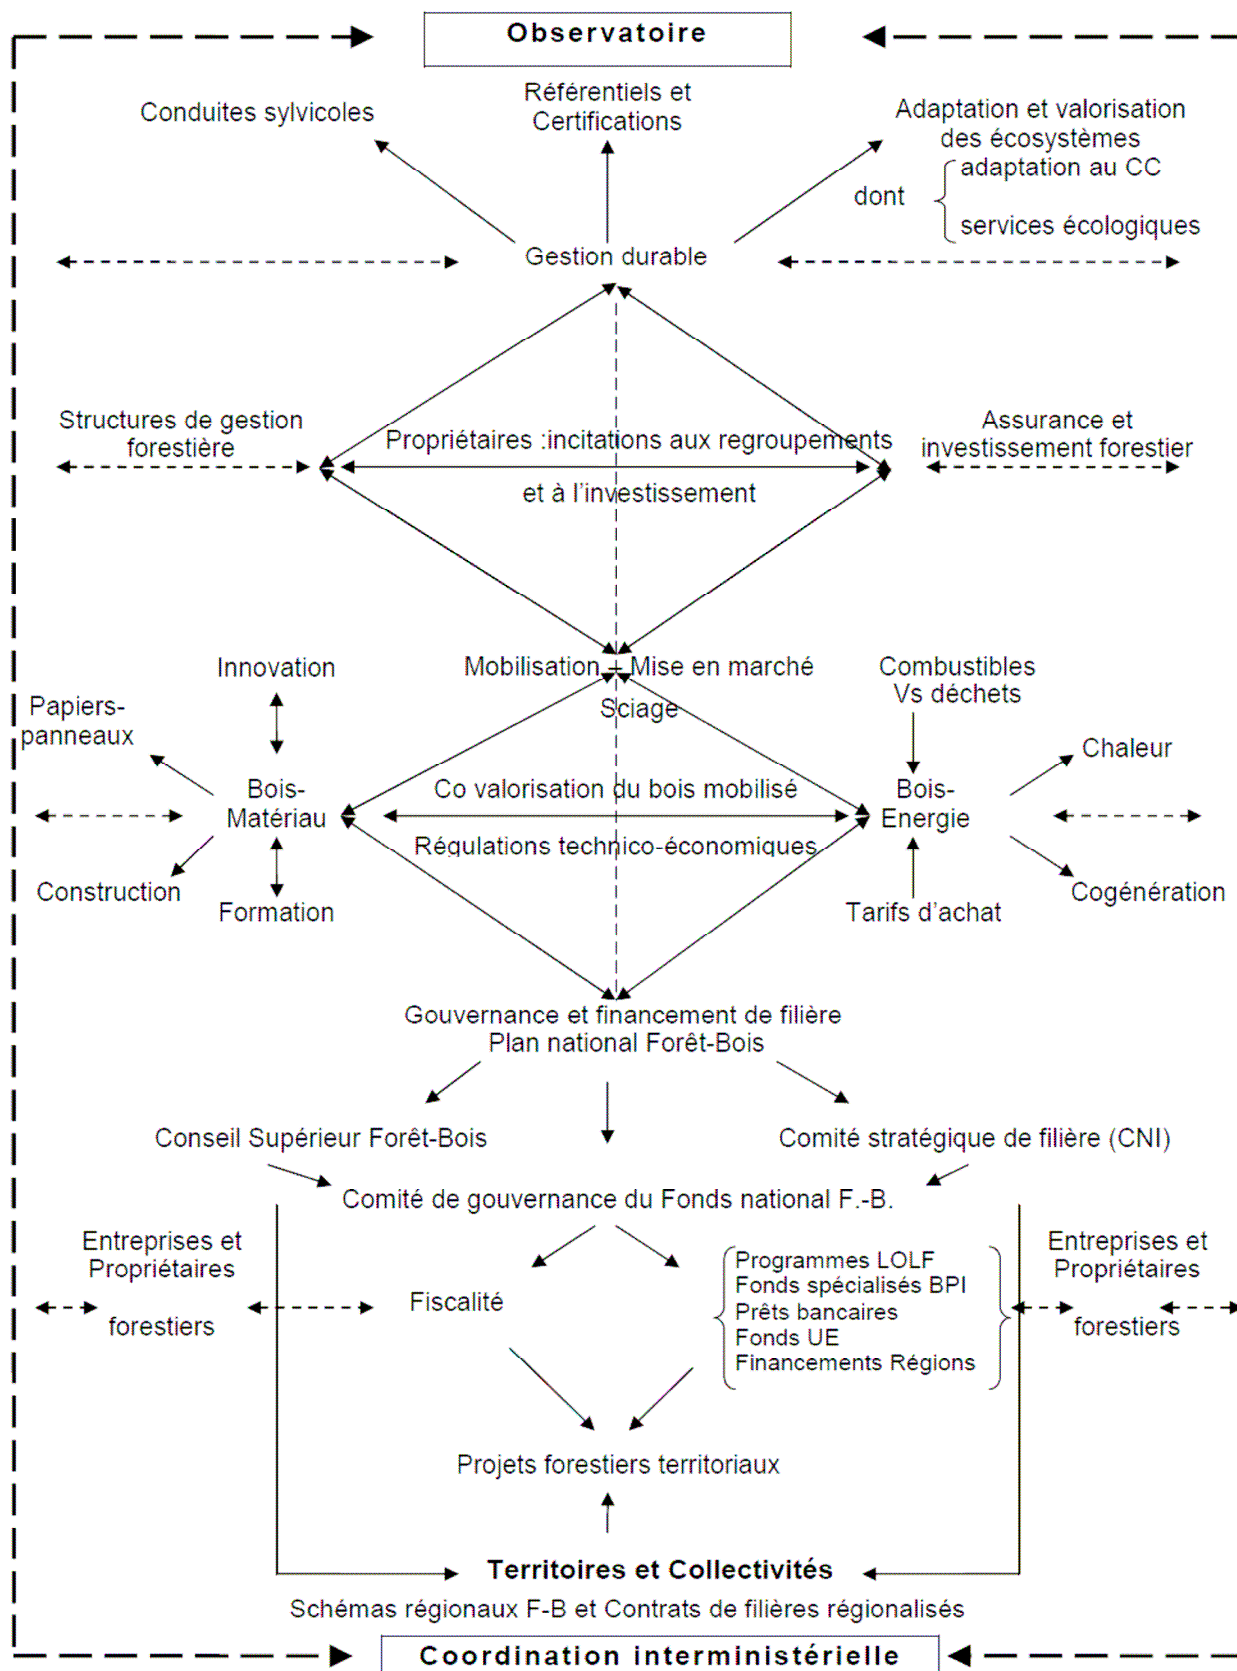 Observatoire
Conduites sylvicoles
Référentiels et
Certifications
Adaptation et valorisation
des écosystèmes
adaptation au CC
dont
services écologiques
Gestion durable
Structures de gestion
forestière
Propriétaires :incitations aux regroupements
et à l'investissement
Assurance et
investissement forestier
Innovation
Mobilisation + Mise en marché
Sciage
Combustibles
Vs déchets
Papiers-
panneaux
Chaleur
Bois-
Matériau
Co valorisation du bois mobilisé
Bois-
Energie
Régulations technico-économiques
Construction
Formation
Tarifs d'achat
Cogénération
Gouvernance et financement de filière
Plan national Forêt-Bois
Conseil Supérieur Forêt-Bois
Comité stratégique de filière (CNI)
Comité de gouvernance du Fonds national F.-B.
Entreprises et
Propriétaires
forestiers
Fiscalité
Programmes LOLF
Fonds spécialisés BPI
Prêts bancaires
Fonds UE
Financements Régions
Entreprises et
Propriétaires
forestiers
Projets forestiers territoriaux
Territoires et Collectivités
Schémas régionaux F-B et Contrats de filières régionalisés
Coordination interministérielle